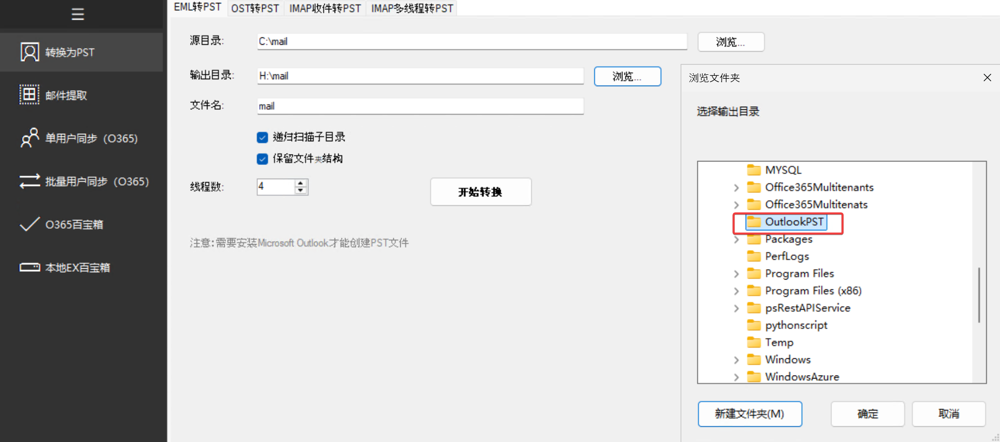 转换为PST
邮件提取
单用户同步（O365)
批量用户同步（O365)
O365百宝箱
本地EX百宝箱
EML转PST
OST转PST
IMAP收件转PST
IMAP多线程转PST
源目录:
C:\mail
浏览...
输出目录:
H:\mail
浏览...
文件名:
mail
递归扫描子目录
保留文件夹结构
线程数:
4
开始转换
注意:需要安装Microsoft Outlook才能创建PST文件
浏览文件夹
选择输出目录
MYSQL
Office365Multitenants
Office365Multitenats
OutlookPST
Packages
PerfLogs
Program Files
Program Files (x86)
psRestAPIService
pythonscript
Temp
Windows
WindowsAzure
新建文件夹(M)
确定
取消